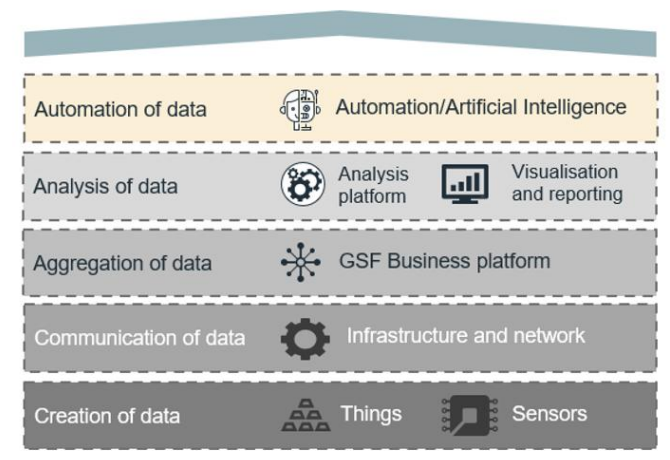 Automation of data
Automation/Artificial Intelligence
Analysis of data
Analysis
platform
Visualisation
and reporting
Aggregation of data
GSF Business platform
Communication of data
Infrastructure and network
Creation of data
Things
Sensors